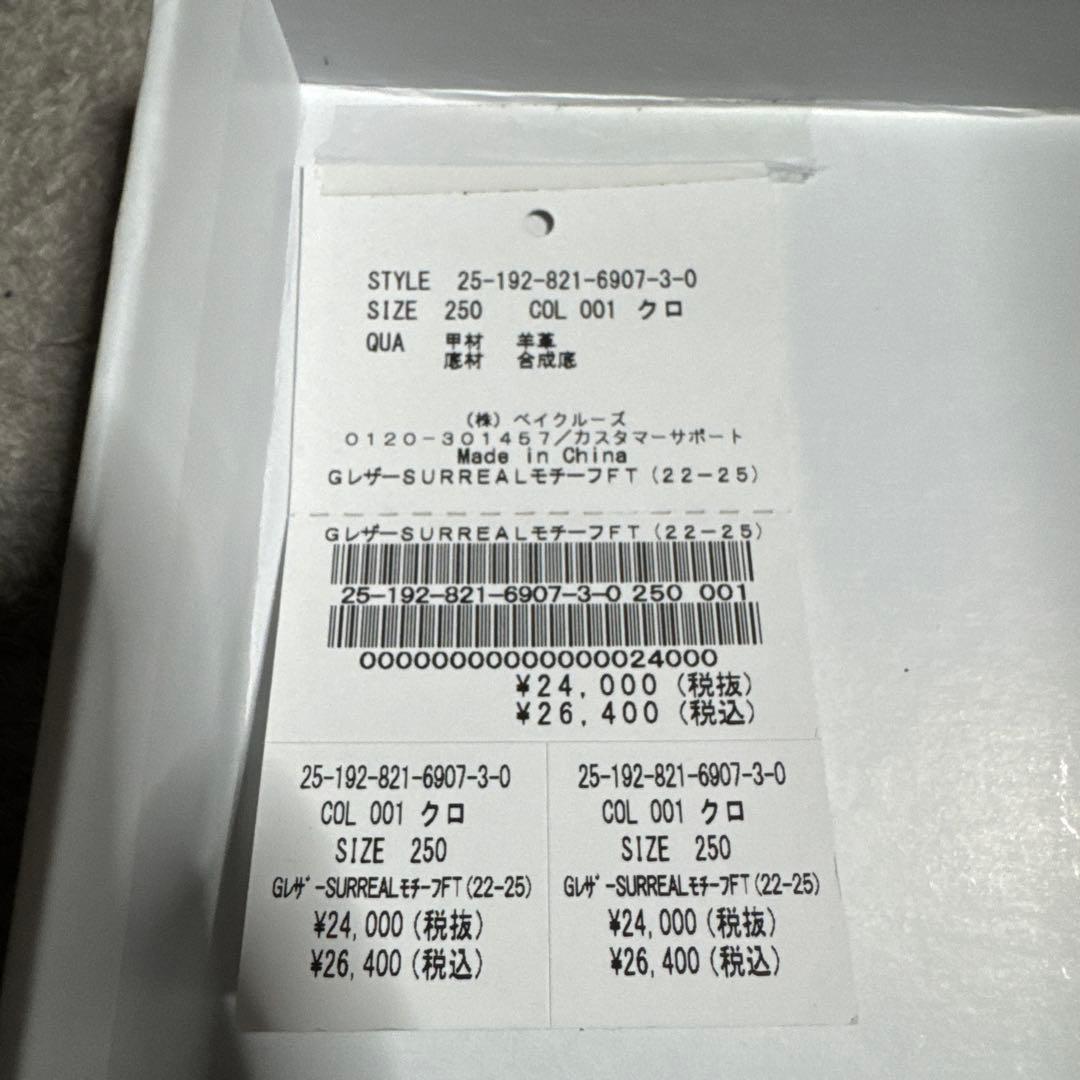 STYLE 25-192-821-6907-3-0
SIZE 250 COL 001 クロ
QUA 甲材 羊革
底材 合成底
(株) ベイクルーズ
0120-301457/カスタマーサポート
Made in China
GレザーSURREALモチーフFT(22-25)
GレザーSURREALモチーフFT(22-25)
25-192-821-6907-3-0 250 001
00000000000000024000
¥24,000(税抜)
¥26,400(税込)
25-192-821-6907-3-0
COL 001 クロ
SIZE 250
Gﾚｻﾞ-SURREALﾓﾁｰﾌFT(22-25)
¥24,000(税抜)
¥26,400(税込)
25-192-821-6907-3-0
COL 001 クロ
SIZE 250
Gﾚｻﾞ-SURREALﾓﾁｰﾌFT(22-25)
¥24,000(税抜)
¥26,400(税込)